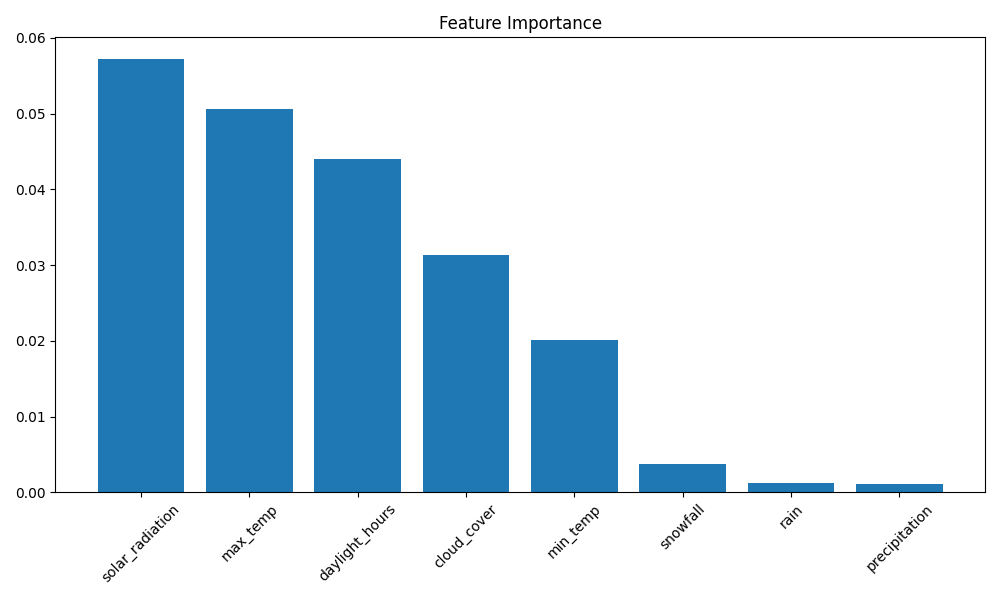 Feature Importance
0.06
0.05
0.04
0.03
0.02
0.01
0.00
solar_radiation
max_temp
daylight_hours
cloud_cover
min_temp
snowfall
rain
precipitation